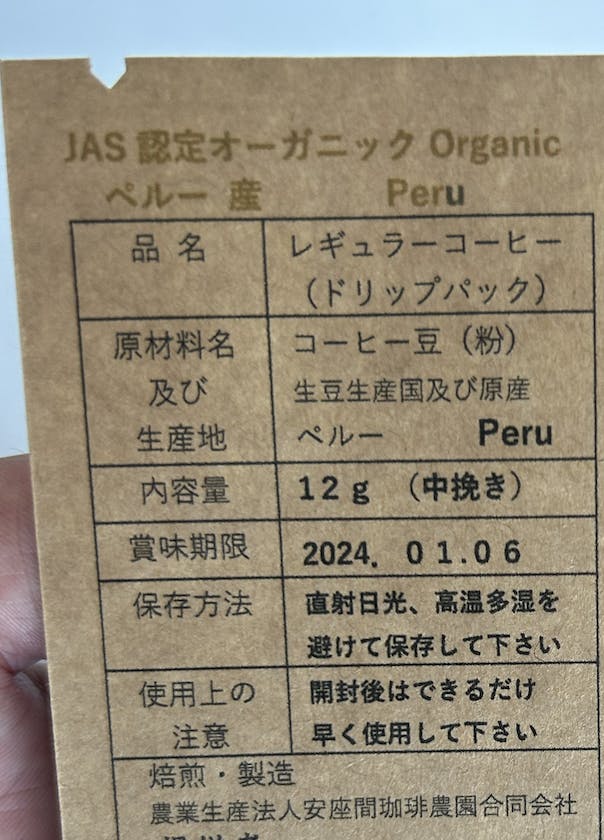 JAS 認定オーガニック Organic
ペルー 産 Peru
品 名 レギュラーコーヒー
（ドリップパック）
原材料名 コーヒー豆（粉）
及び 生豆生産国及び原産
生産地 ペルー Peru
内容量 12g （中挽き）
賞味期限 2024. 01.06
保存方法 直射日光、高温多湿を
避けて保存して下さい
使用上の 開封後はできるだけ
注意 早く使用して下さい
焙煎・製造
農業生産法人安座間珈琲農園合同会社